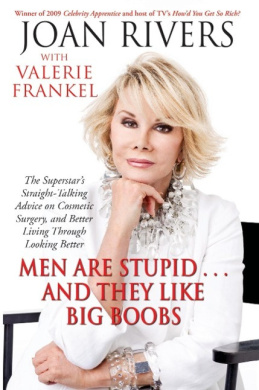 Winner of 2009 Celebrity Apprentice and host of TV's How'd You Get So Rich?
JOAN RIVERS
WITH
VALERIE FRANKEL
The Superstar's
Straight-Talking
Advice on Cosmetic
Surgery, and Better
Living Through
Looking Better
MEN ARE STUPID . . .
AND THEY LIKE
BIG BOOBS